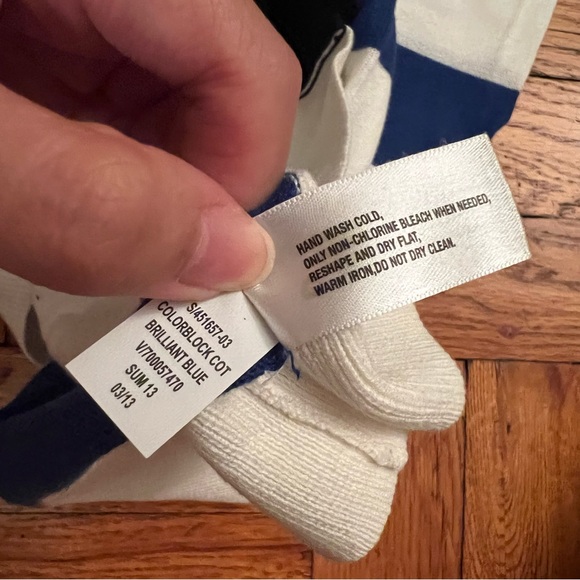 HAND WASH COLD,
ONLY NON-CHLORINE BLEACH WHEN NEEDED,
RESHAPE AND DRY FLAT,
WARM IRON,DO NOT DRY CLEAN.
S/451657-03
COLORBLOCK COT
BRILLIANT BLUE
V/700057470
SUM 13
03/13